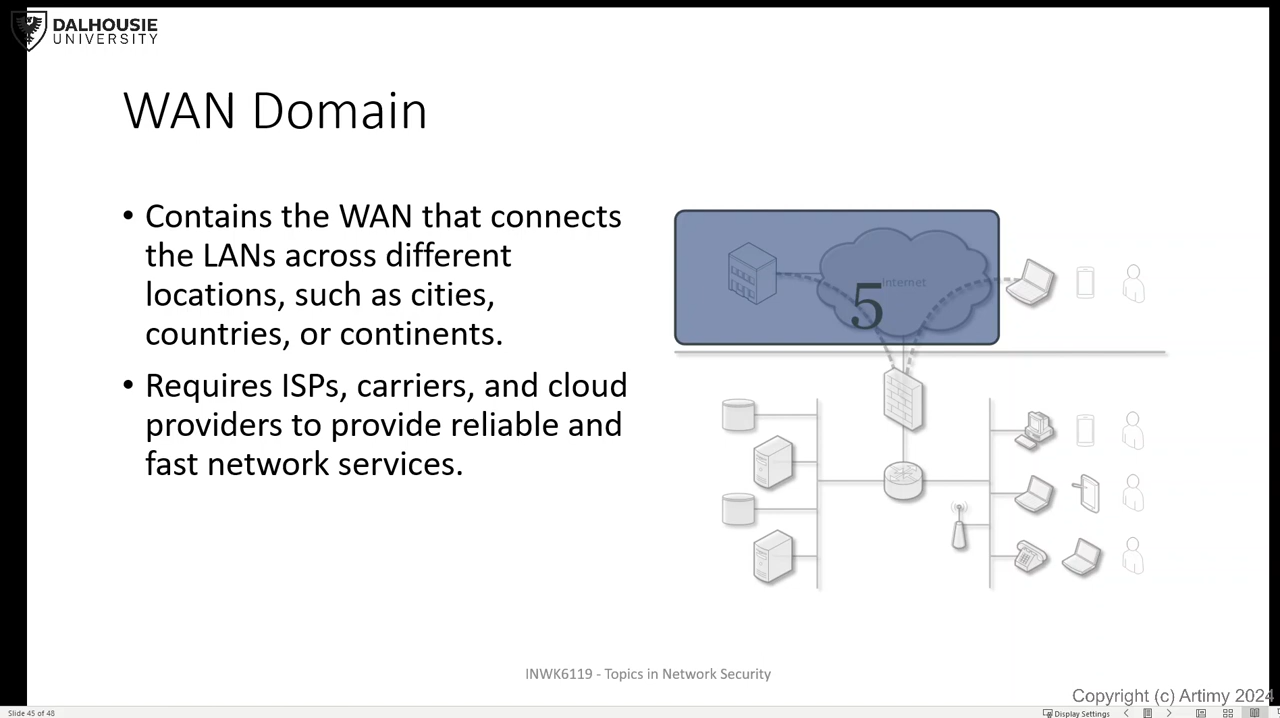 DALHOUSIE
UNIVERSITY
WAN Domain
• Contains the WAN that connects
the LANs across different
locations, such as cities,
countries, or continents.
• Requires ISPs, carriers, and cloud
providers to provide reliable and
fast network services.
Internet
5
INWK6119 - Topics in Network Security
Copyright (c) Artimy 2024
Slide 45 of 48
Display Settings